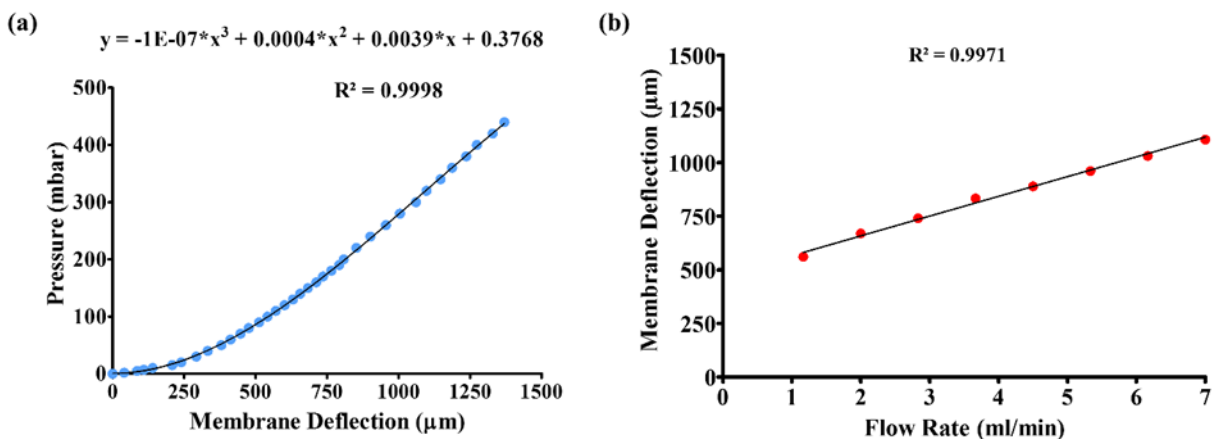 (a)
y = -1E-07*x³ + 0.0004*x² + 0.0039*x + 0.3768
R² = 0.9998
500
400
300
200
100
0
Pressure (mbar)
0 250 500 750 1000 1250 1500
Membrane Deflection (µm)
(b)
R² = 0.9971
1500
1250
1000
750
500
250
0
Membrane Deflection (µm)
0 1 2 3 4 5 6 7
Flow Rate (ml/min)